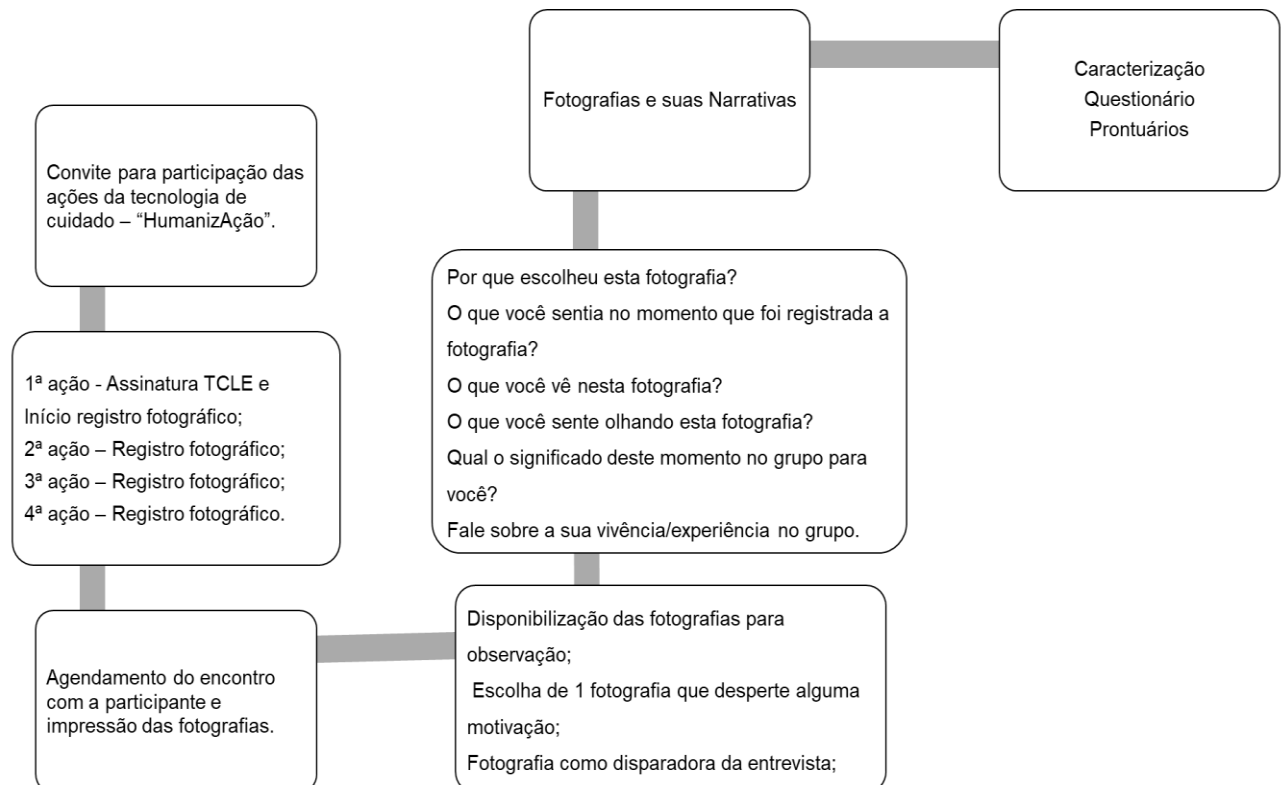 Convite para participação das
ações da tecnologia de
cuidado – “HumanizAção”.
1ª ação - Assinatura TCLE e
Início registro fotográfico;
2ª ação – Registro fotográfico;
3ª ação – Registro fotográfico;
4ª ação – Registro fotográfico.
Agendamento do encontro
com a participante e
impressão das fotografias.
Disponibilização das fotografias para
observação;
Escolha de 1 fotografia que desperte alguma
motivação;
Fotografia como disparadora da entrevista;
Por que escolheu esta fotografia?
O que você sentia no momento que foi registrada a
fotografia?
O que você vê nesta fotografia?
O que você sente olhando esta fotografia?
Qual o significado deste momento no grupo para
você?
Fale sobre a sua vivência/experiência no grupo.
Fotografias e suas Narrativas
Caracterização
Questionário
Prontuários